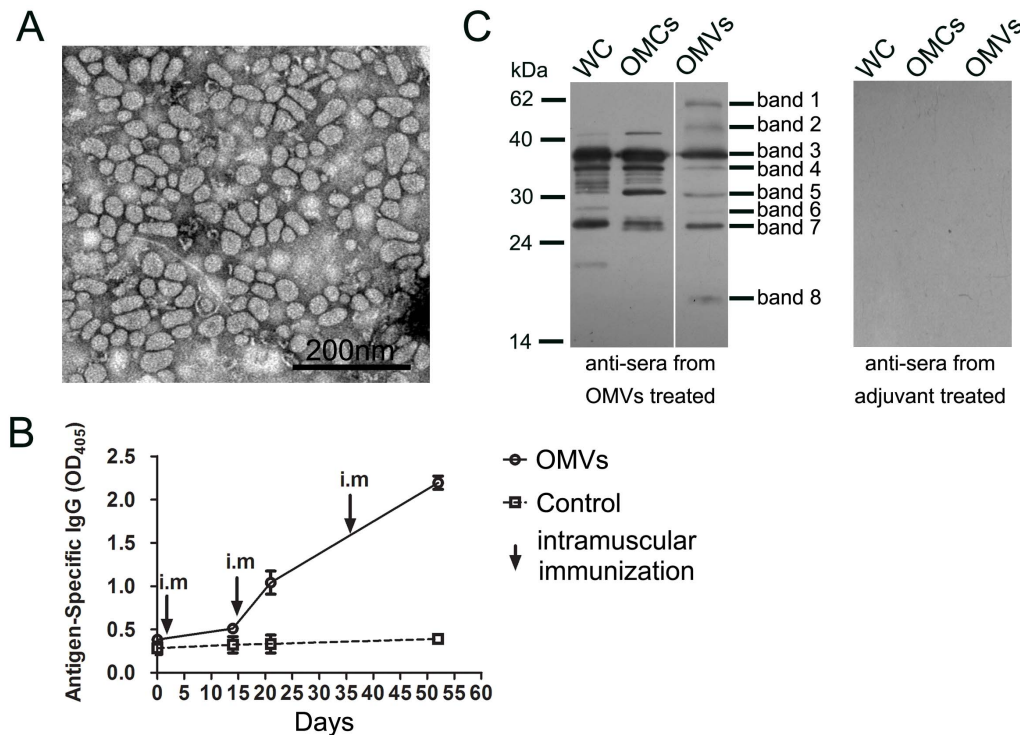 A
200nm
B
Antigen-Specific IgG (OD405)
2.5
2.0
1.5
1.0
0.5
0.0
i.m
i.m
i.m
0 5 10 15 20 25 30 35 40 45 50 55 60
Days
OMVs
Control
intramuscular
immunization
C
kDa
62
40
30
24
14
WC OMCs OMVs
band 1
band 2
band 3
band 4
band 5
band 6
band 7
band 8
anti-sera from
OMVs treated
WC OMCs OMVs
anti-sera from
adjuvant treated